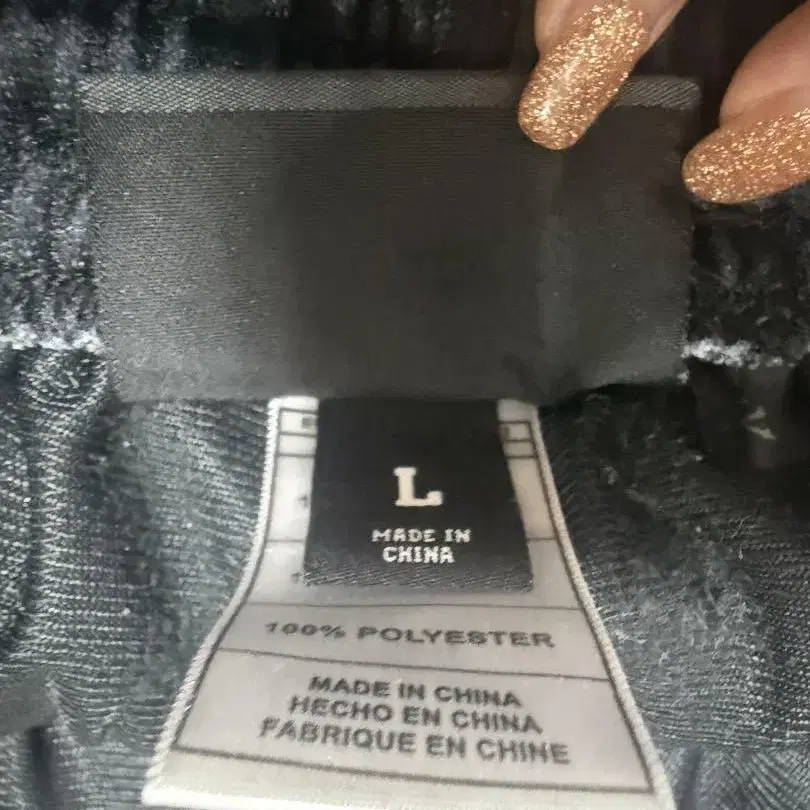 L
MADE IN
CHINA
100% POLYESTER
MADE IN CHINA
HECHO EN CHINA
FABRIQUE EN CHINE